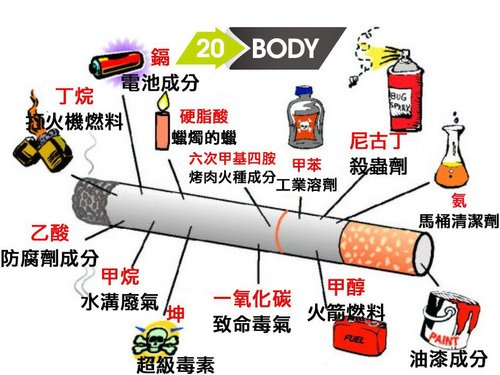 20 BODY
鎘
電池成分
丁烷
打火機燃料
硬脂酸
蠟燭的蠟
六次甲基四胺
烤肉火種成分
甲苯
工業溶劑
BUG
SPRAY
尼古丁
殺蟲劑
氨
馬桶清潔劑
乙酸
防腐劑成分
甲烷
水溝廢氣
坤
超級毒素
一氧化碳
致命毒氣
甲醇
火箭燃料
FUEL
PAINT
油漆成分